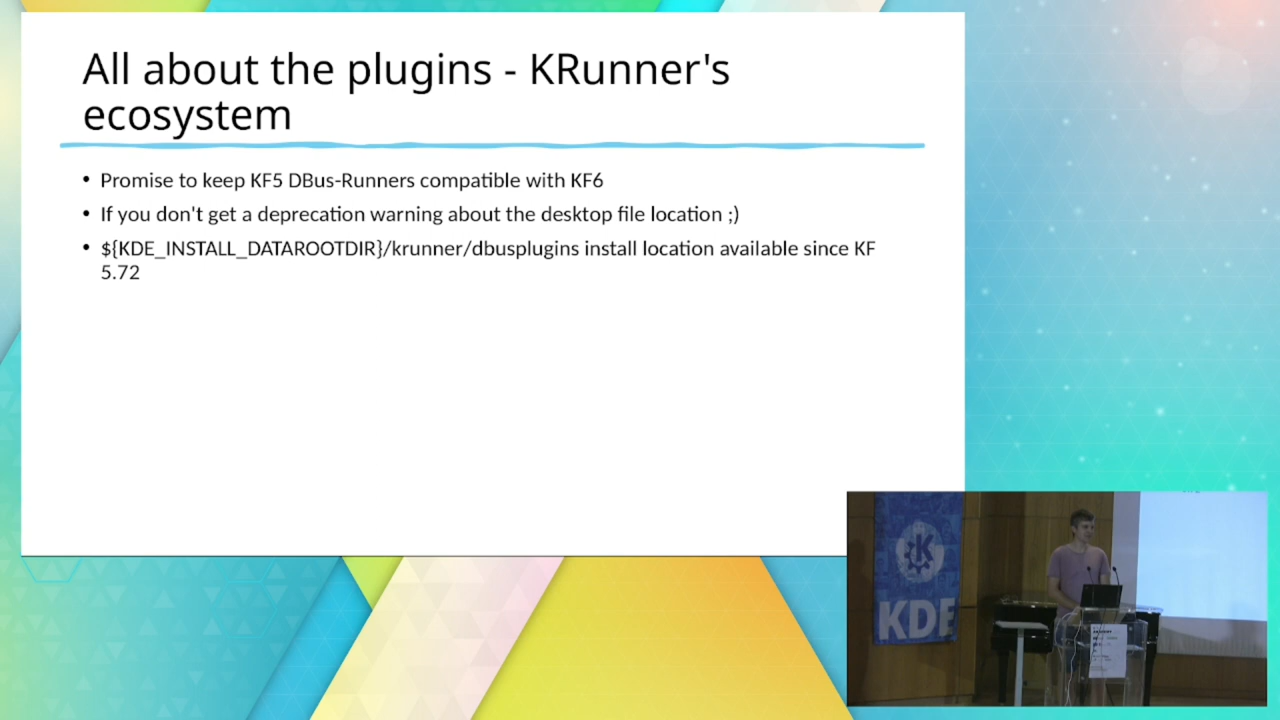 All about the plugins - KRunner's
ecosystem
• Promise to keep KF5 DBus-Runners compatible with KF6
• If you don't get a deprecation warning about the desktop file location ;)
• ${KDE_INSTALL_DATAROOTDIR}/krunner/dbusplugins install location available since KF
5.72
K
KDE